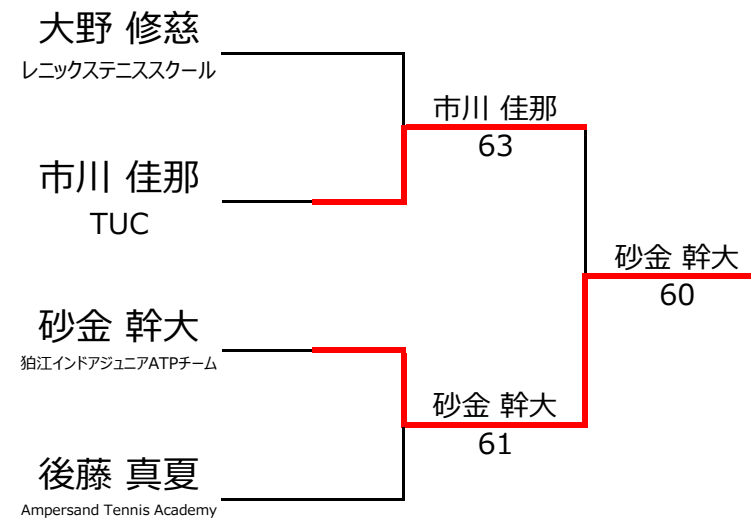 大野 修慈
レニックステニススクール
市川 佳那
63
市川 佳那
TUC
砂金 幹大
60
砂金 幹大
狛江インドアジュニアATPチーム
砂金 幹大
61
後藤 真夏
Ampersand Tennis Academy